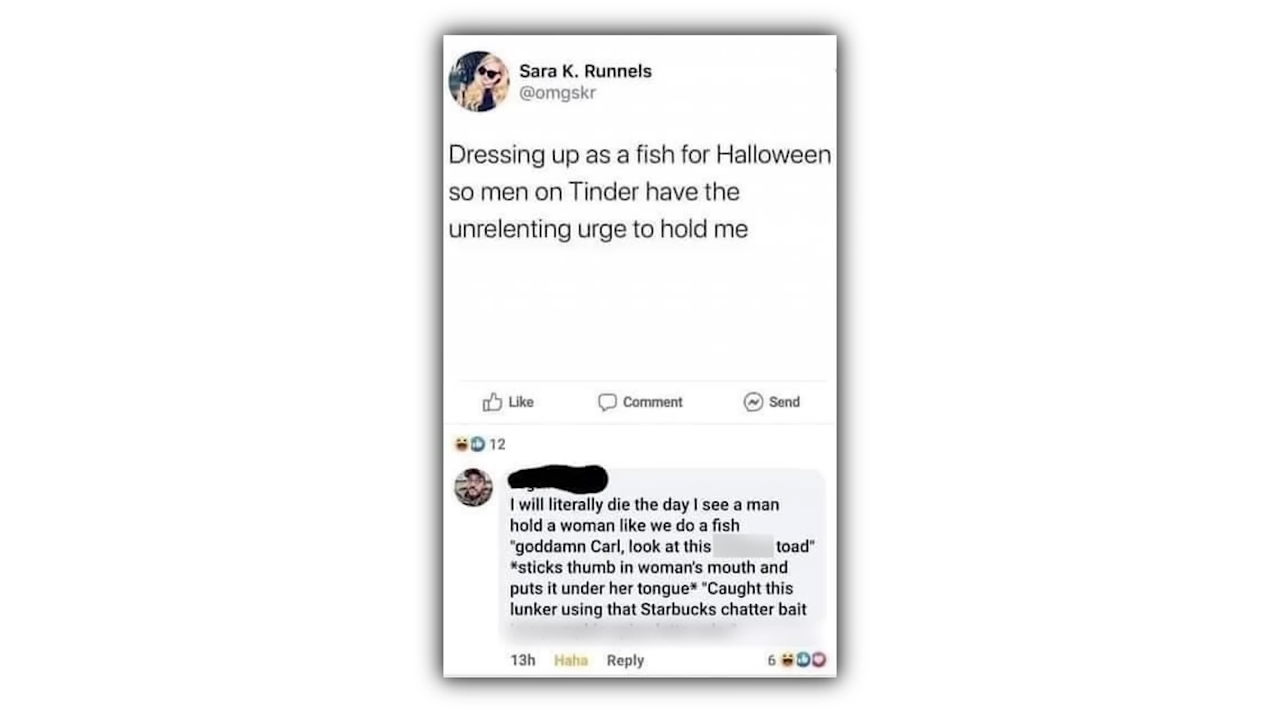 Sara K. Runnels
@omgskr
Dressing up as a fish for Halloween
so men on Tinder have the
unrelenting urge to hold me
Like Comment Send
12
I will literally die the day I see a man
hold a woman like we do a fish
"goddamn Carl, look at this toad"
*sticks thumb in woman's mouth and
puts it under her tongue* "Caught this
lunker using that Starbucks chatter bait
13h Haha Reply 6